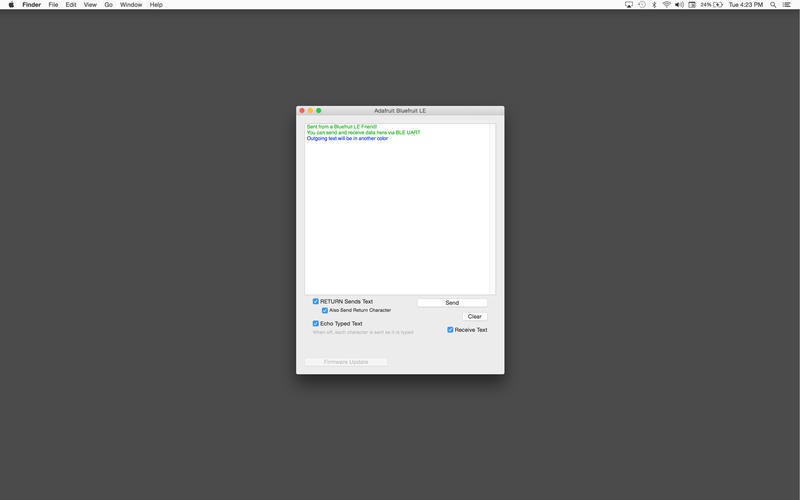 Finder File Edit View Go Window Help 24% Tue 4:23 PM
Adafruit Bluefruit LE
Sent from a Bluefruit LE Friend!
You can send and receive data here via BLE UART
Outgoing text will be in another color
RETURN Sends Text
Send
Also Send Return Character
Clear
Echo Typed Text
Receive Text
When off, each character is sent as it is typed
Firmware Update